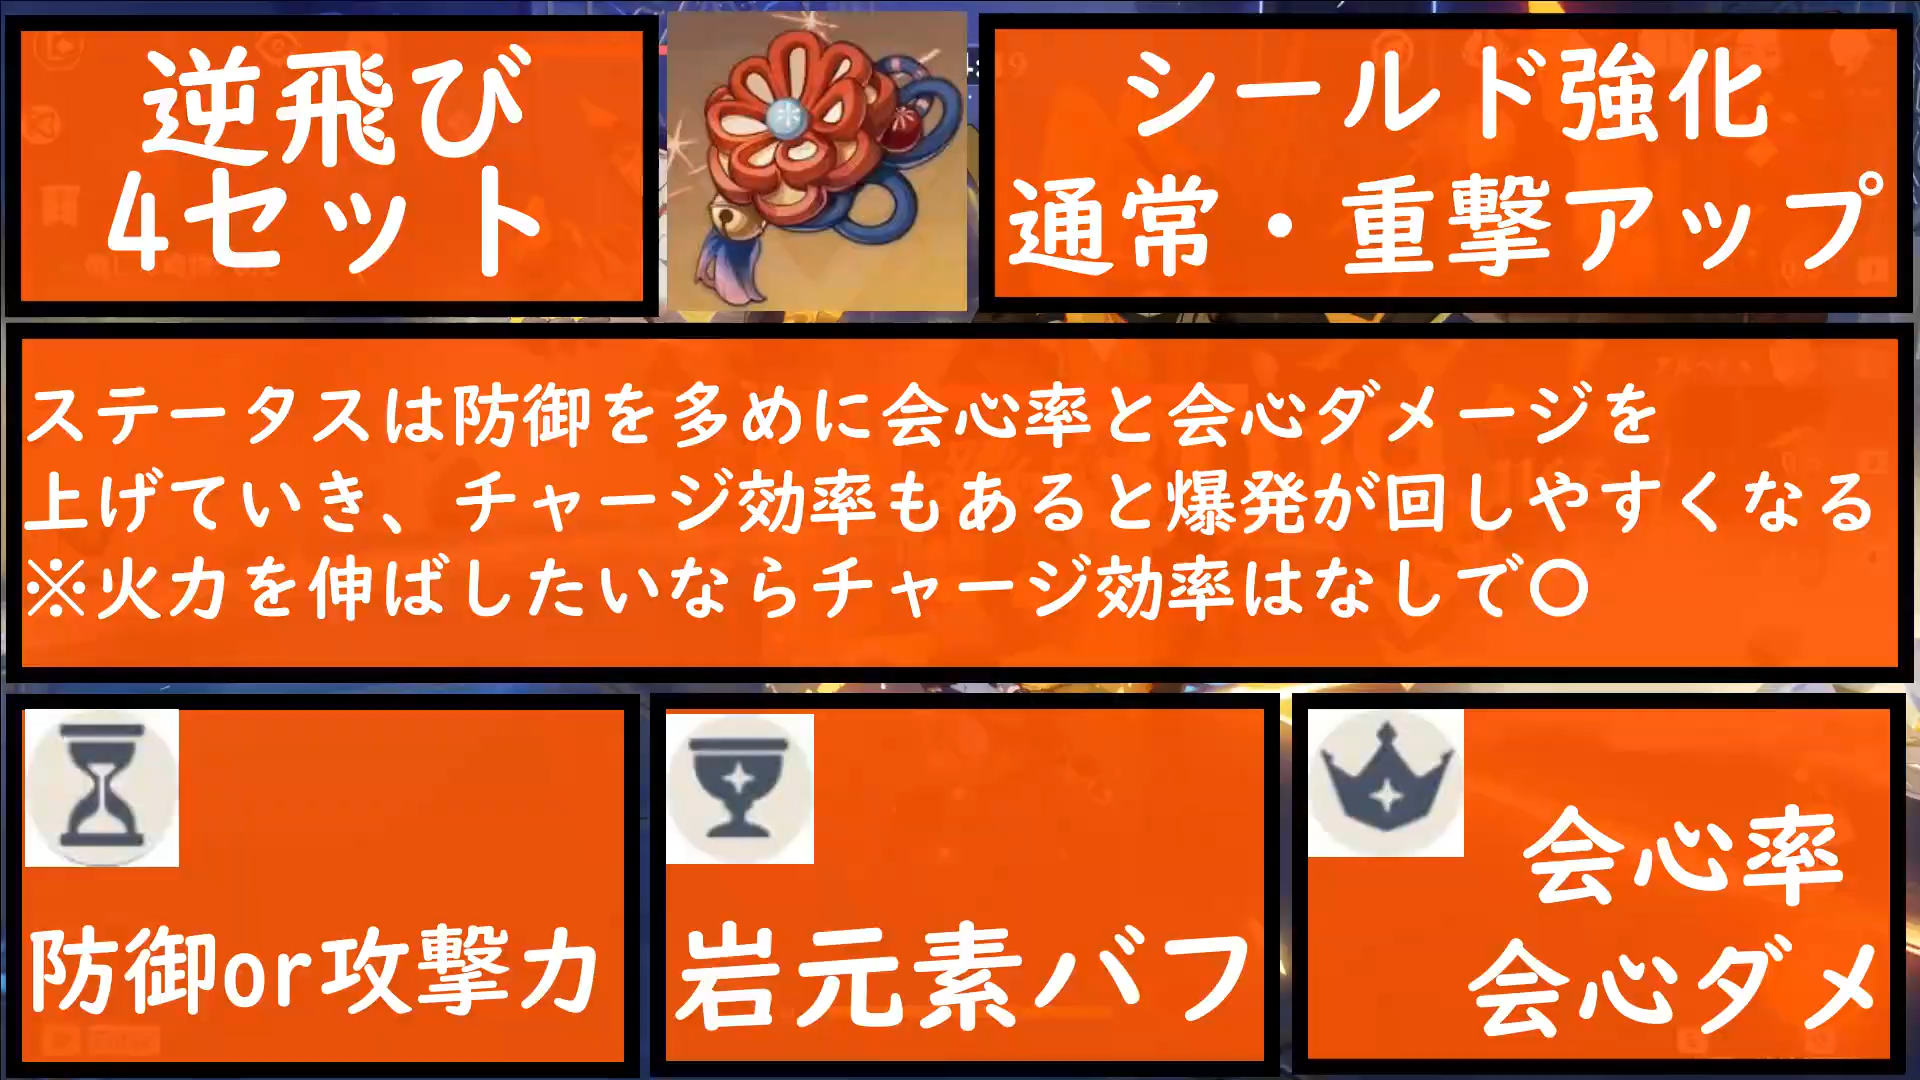 逆飛び
4セット
シールド強化
通常・重撃アップ
ステータスは防御を多めに会心率と会心ダメージを
上げていき、チャージ効率もあると爆発が回しやすくなる
※火力を伸ばしたいならチャージ効率はなしで〇
防御or攻撃力
岩元素バフ
会心率
会心ダメ